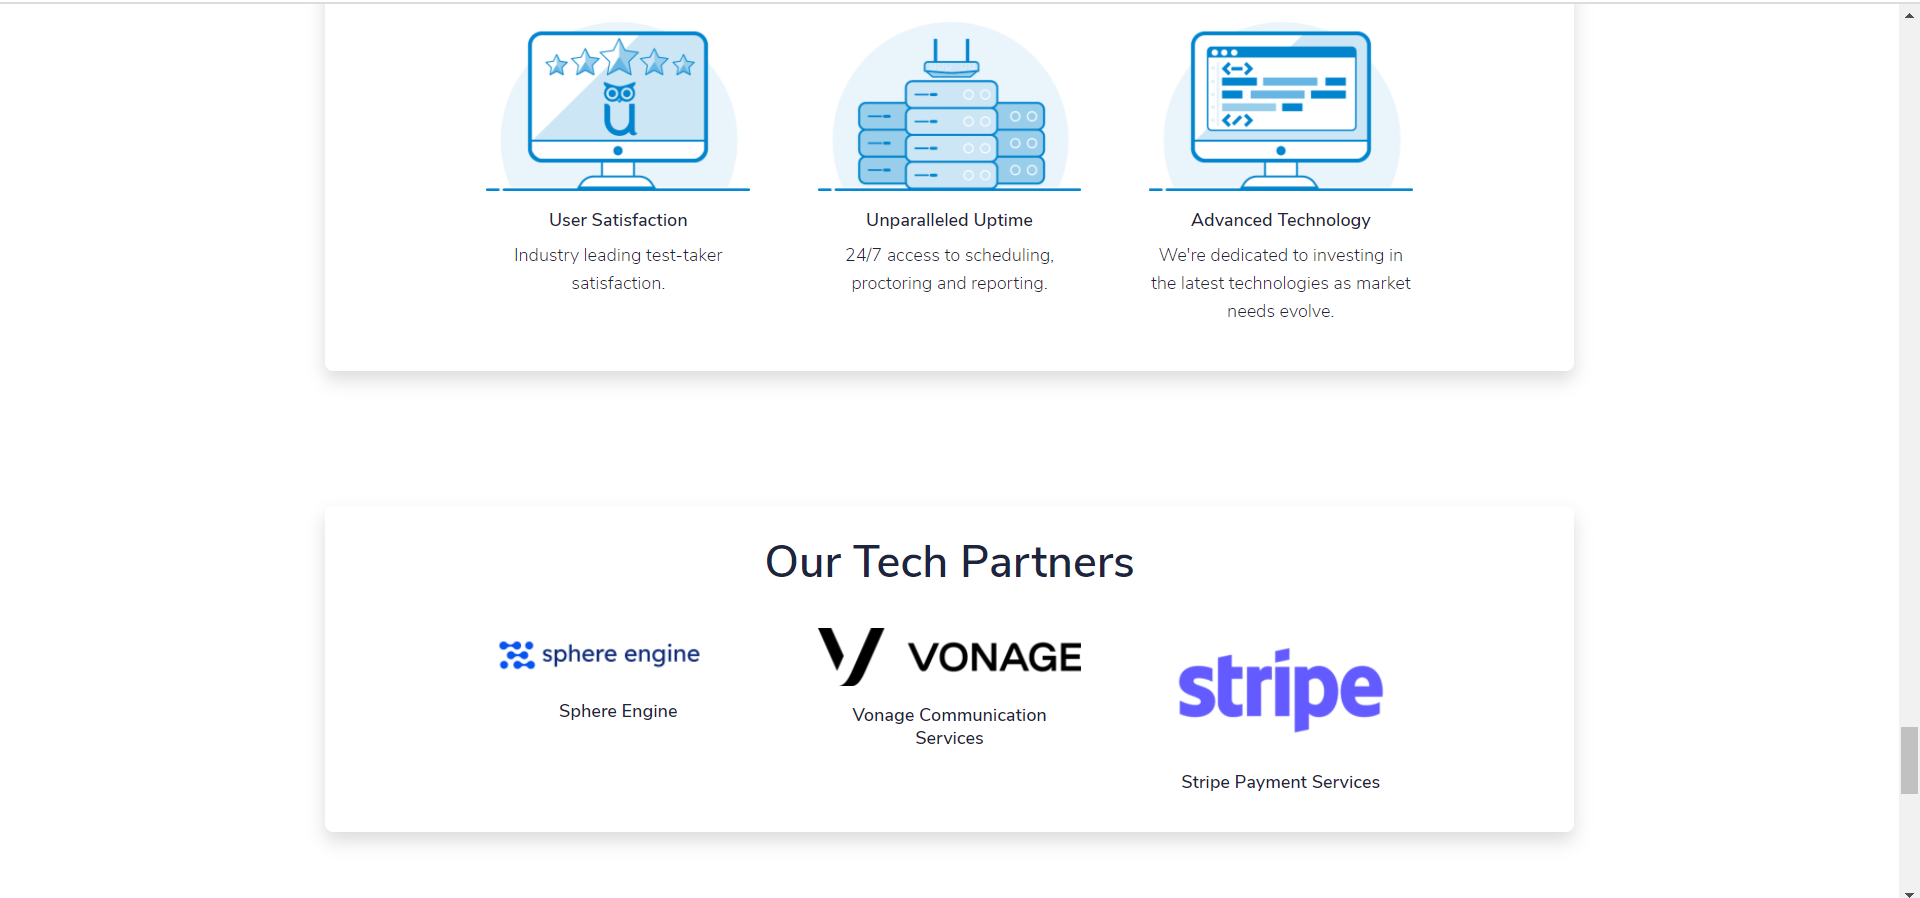 u
User Satisfaction
Industry leading test-taker
satisfaction.
Unparalleled Uptime
24/7 access to scheduling,
proctoring and reporting.
Advanced Technology
We're dedicated to investing in
the latest technologies as market
needs evolve.
Our Tech Partners
sphere engine
Sphere Engine
VONAGE
Vonage Communication
Services
stripe
Stripe Payment Services